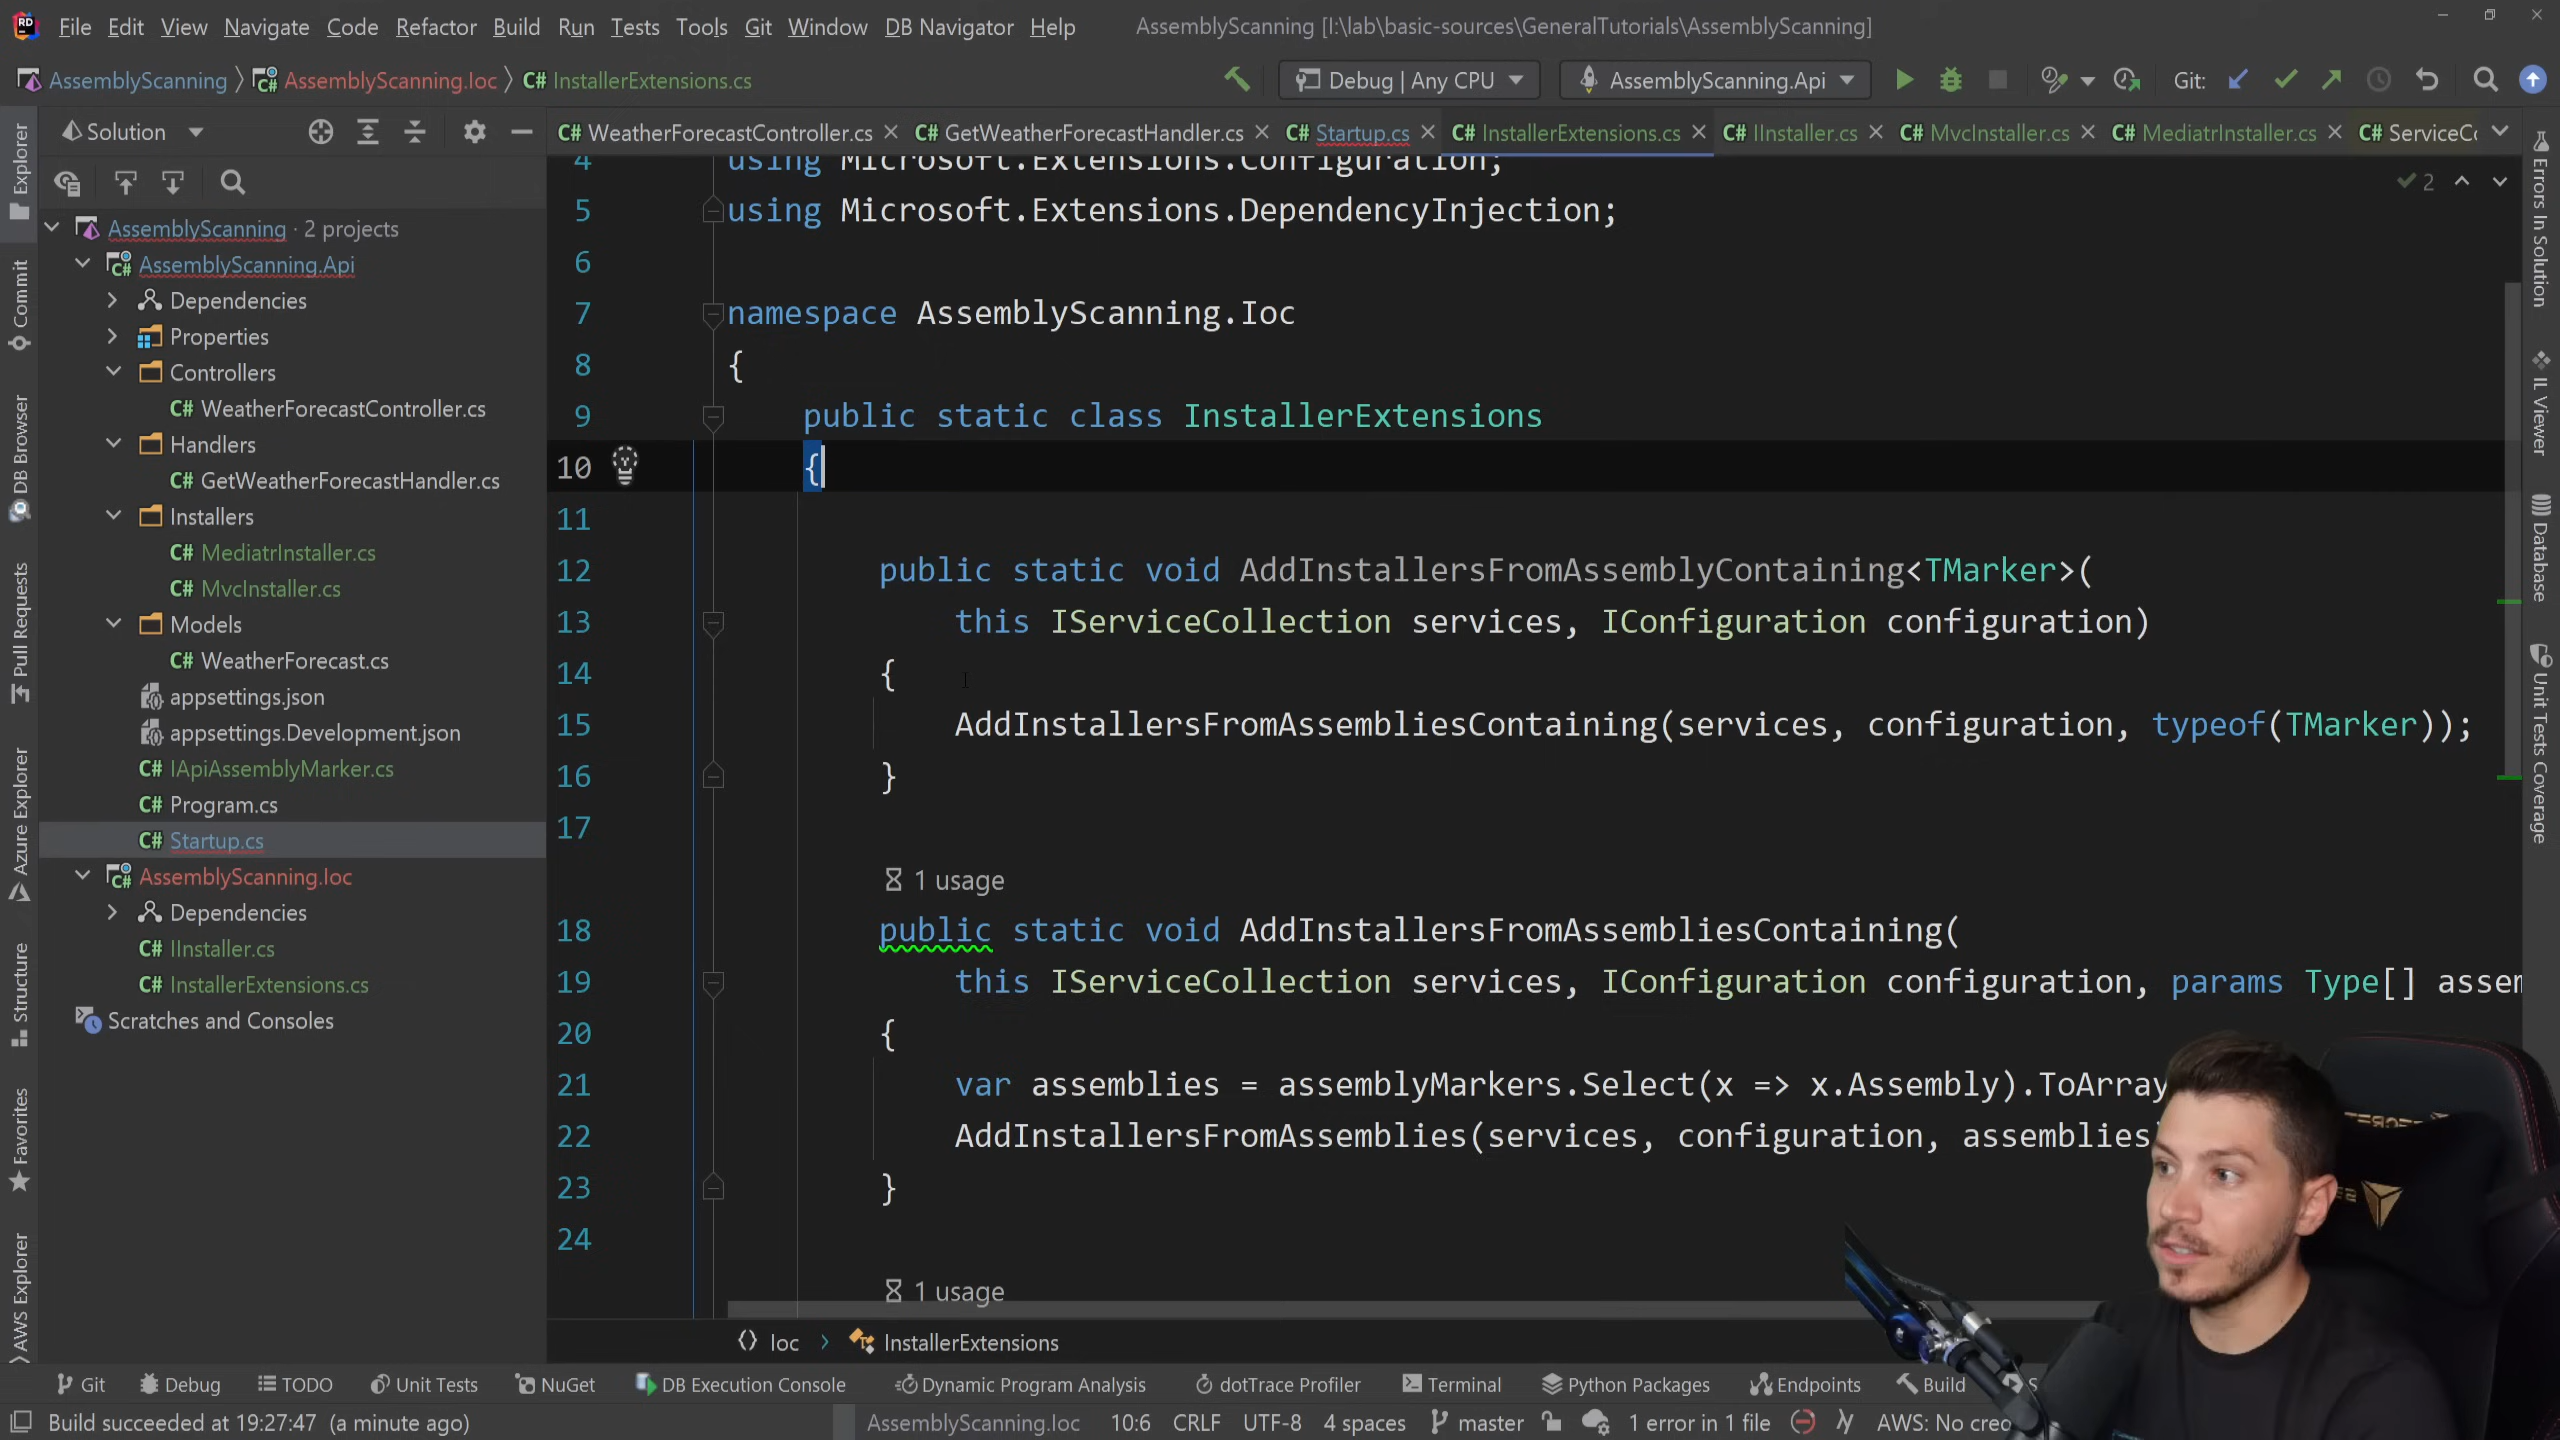 File Edit View Navigate Code Refactor Build Run Tests Tools Git Window DB Navigator Help AssemblyScanning [I:\lab\basic-sources\GeneralTutorials\AssemblyScanning]
AssemblyScanning AssemblyScanning.Ioc C# InstallerExtensions.cs Debug | Any CPU AssemblyScanning.Api Git:
Solution
C# WeatherForecastController.cs C# GetWeatherForecastHandler.cs C# Startup.cs C# InstallerExtensions.cs C# IInstaller.cs C# MvcInstaller.cs C# MediatrInstaller.cs C# ServiceCo
Explorer
Commit
DB Browser
Pull Requests
Azure Explorer
Structure
Favorites
AWS Explorer
AssemblyScanning · 2 projects
C# AssemblyScanning.Api
Dependencies
Properties
Controllers
C# WeatherForecastController.cs
Handlers
C# GetWeatherForecastHandler.cs
Installers
C# MediatrInstaller.cs
C# MvcInstaller.cs
Models
C# WeatherForecast.cs
appsettings.json
appsettings.Development.json
C# IApiAssemblyMarker.cs
C# Program.cs
C# Startup.cs
C# AssemblyScanning.Ioc
Dependencies
C# IInstaller.cs
C# InstallerExtensions.cs
Scratches and Consoles
2
4 using Microsoft.Extensions.Configuration;
5 using Microsoft.Extensions.DependencyInjection;
6
7 namespace AssemblyScanning.Ioc
8 {
9 public static class InstallerExtensions
10 {
11
12 public static void AddInstallersFromAssemblyContaining<TMarker>(
13 this IServiceCollection services, IConfiguration configuration)
14 {
15 AddInstallersFromAssembliesContaining(services, configuration, typeof(TMarker));
16 }
17
1 usage
18 public static void AddInstallersFromAssembliesContaining(
19 this IServiceCollection services, IConfiguration configuration, params Type[] assem
20 {
21 var assemblies = assemblyMarkers.Select(x => x.Assembly).ToArray
22 AddInstallersFromAssemblies(services, configuration, assemblies
23 }
24
1 usage
Errors In Solution
IL Viewer
Database
Unit Tests Coverage
Ioc InstallerExtensions
Git Debug TODO Unit Tests NuGet DB Execution Console Dynamic Program Analysis dotTrace Profiler Terminal Python Packages Endpoints Build S
Build succeeded at 19:27:47 (a minute ago) AssemblyScanning.Ioc 10:6 CRLF UTF-8 4 spaces master 1 error in 1 file AWS: No cre